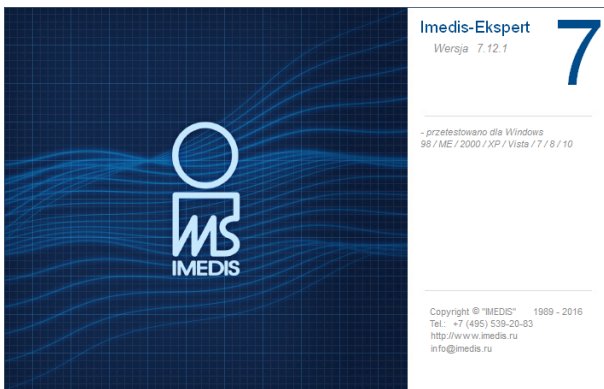 Imedis-Ekspert 7
Wersja 7.12.1
- przetestowano dla Windows
98 / ME / 2000 / XP / Vista / 7 / 8 / 10
MS
IMEDIS
Copyright © "IMEDIS" 1989 - 2016
Tel.: +7 (495) 539-20-83
http://www.imedis.ru
info@imedis.ru